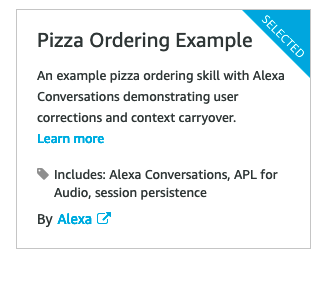 SELECTED
Pizza Ordering Example
An example pizza ordering skill with Alexa
Conversations demonstrating user
corrections and context carryover.
Learn more
Includes: Alexa Conversations, APL for
Audio, session persistence
By Alexa